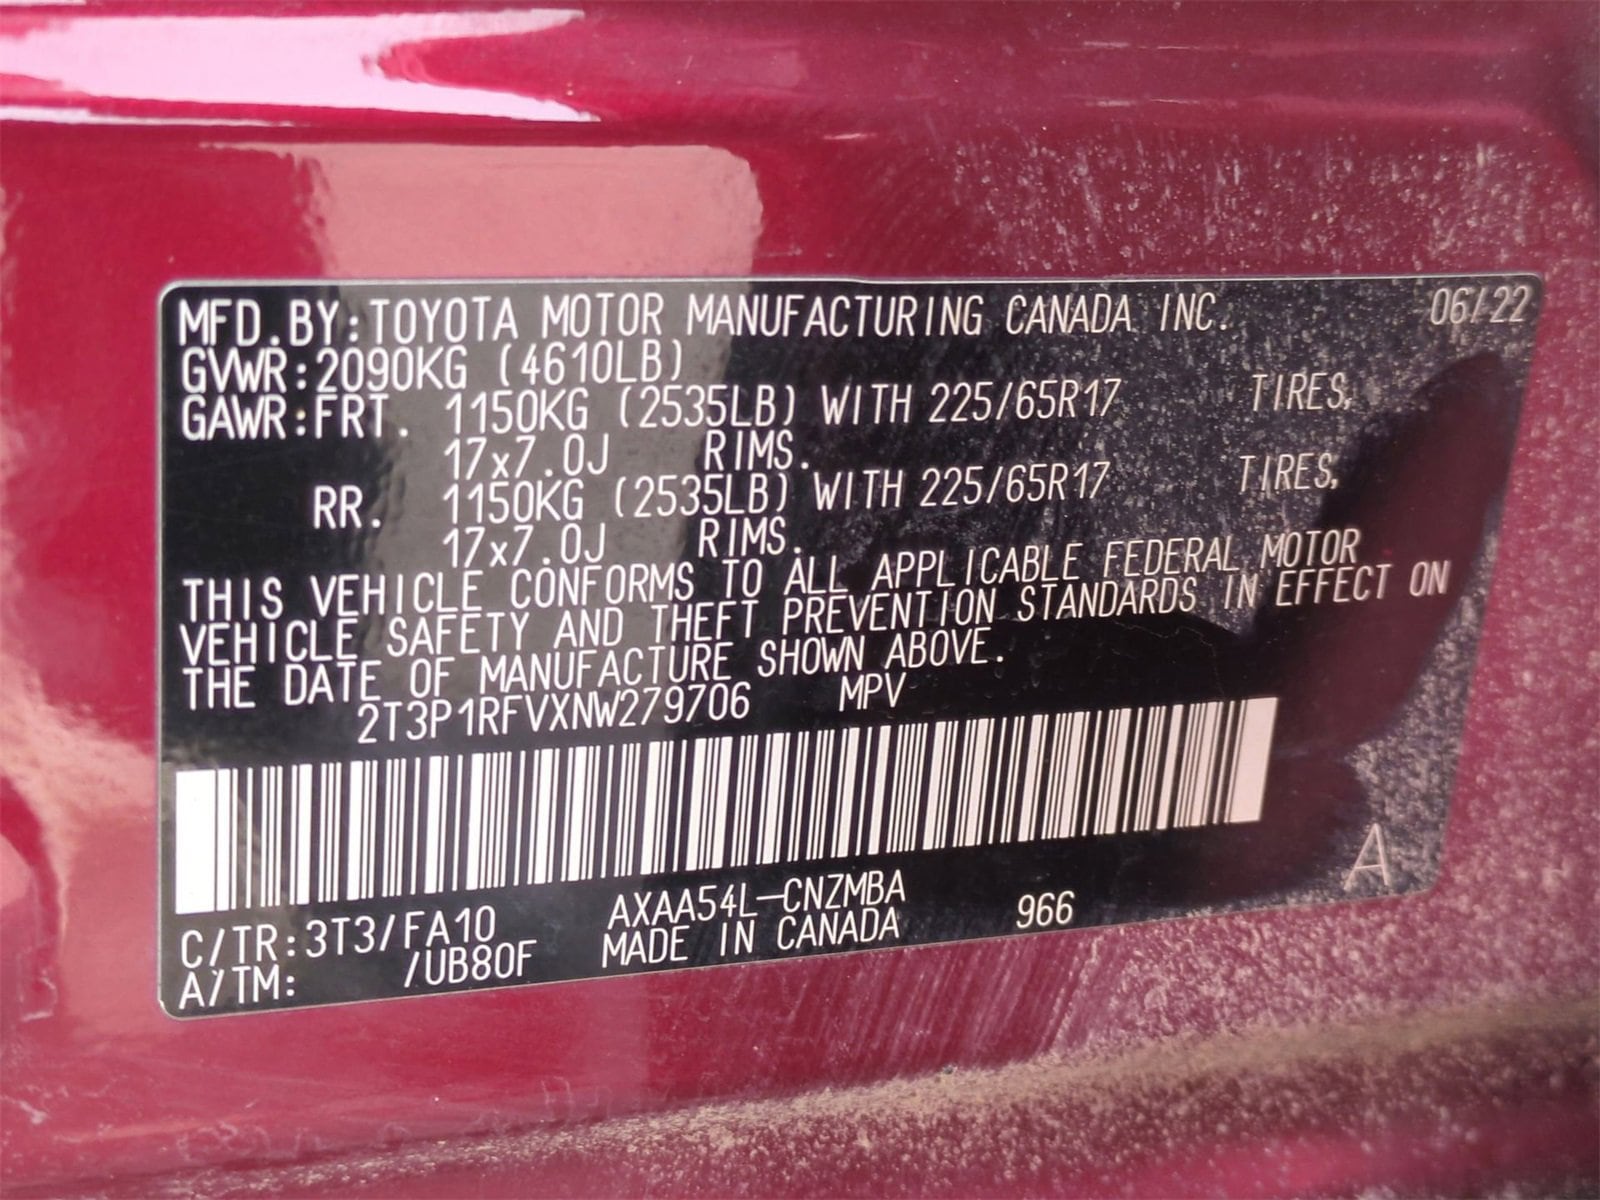 MFD.BY:TOYOTA MOTOR MANUFACTURING CANADA INC. 06/22
GVWR:2090KG (4610LB)
GAWR:FRT. 1150KG (2535LB) WITH 225/65R17 TIRES,
17x7.0J RIMS.
RR. 1150KG (2535LB) WITH 225/65R17 TIRES,
17x7.0J RIMS.
THIS VEHICLE CONFORMS TO ALL APPLICABLE FEDERAL MOTOR
VEHICLE SAFETY AND THEFT PREVENTION STANDARDS IN EFFECT ON
THE DATE OF MANUFACTURE SHOWN ABOVE.
2T3P1RFVXNW279706 MPV
A
C/TR:3T3/FA10 AXAA54L-CNZMBA 966
A/TM: /UB80F MADE IN CANADA